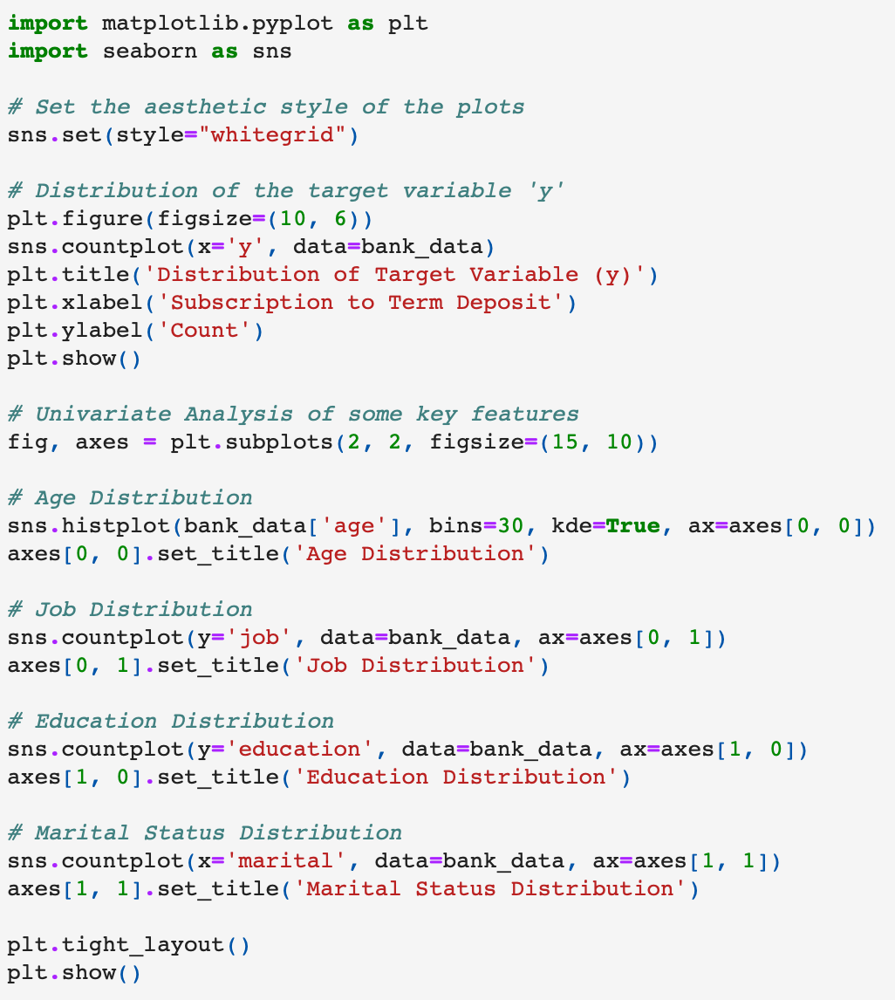 import matplotlib.pyplot as plt
import seaborn as sns
# Set the aesthetic style of the plots
sns.set(style="whitegrid")
# Distribution of the target variable 'y'
plt.figure(figsize=(10, 6))
sns.countplot(x='y', data=bank_data)
plt.title('Distribution of Target Variable (y)')
plt.xlabel('Subscription to Term Deposit')
plt.ylabel('Count')
plt.show()
# Univariate Analysis of some key features
fig, axes = plt.subplots(2, 2, figsize=(15, 10))
# Age Distribution
sns.histplot(bank_data['age'], bins=30, kde=True, ax=axes[0, 0])
axes[0, 0].set_title('Age Distribution')
# Job Distribution
sns.countplot(y='job', data=bank_data, ax=axes[0, 1])
axes[0, 1].set_title('Job Distribution')
# Education Distribution
sns.countplot(y='education', data=bank_data, ax=axes[1, 0])
axes[1, 0].set_title('Education Distribution')
# Marital Status Distribution
sns.countplot(x='marital', data=bank_data, ax=axes[1, 1])
axes[1, 1].set_title('Marital Status Distribution')
plt.tight_layout()
plt.show()